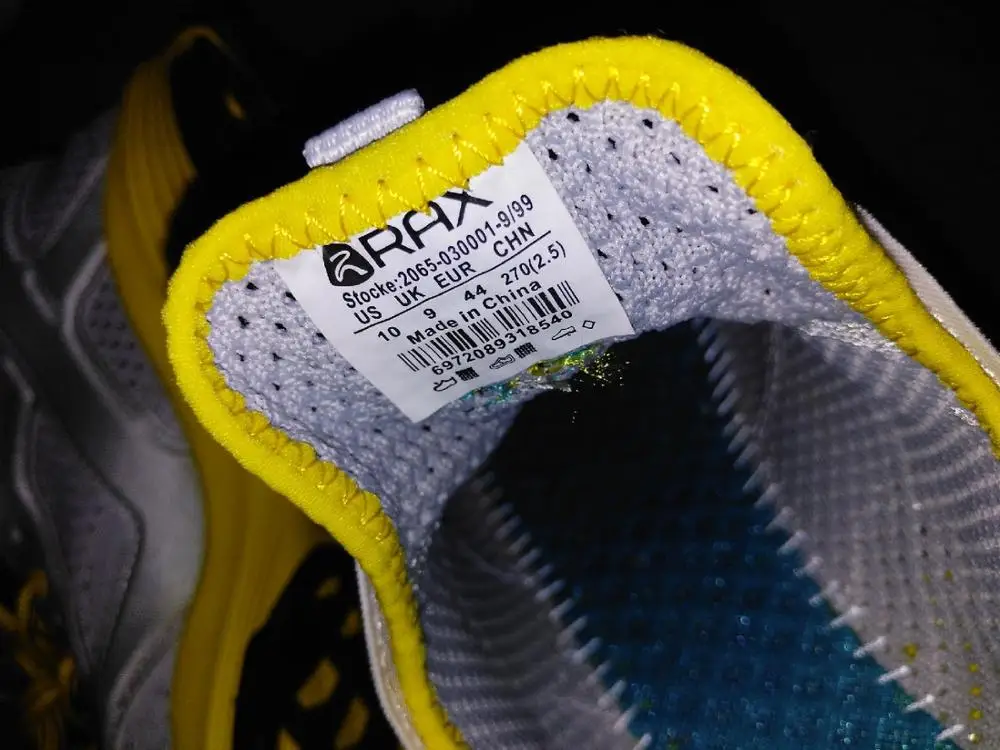 RAX
Stocke:2065-030001-9/99
US UK EUR CHN
10 9 44 270(2.5)
Made in China
6972089318540